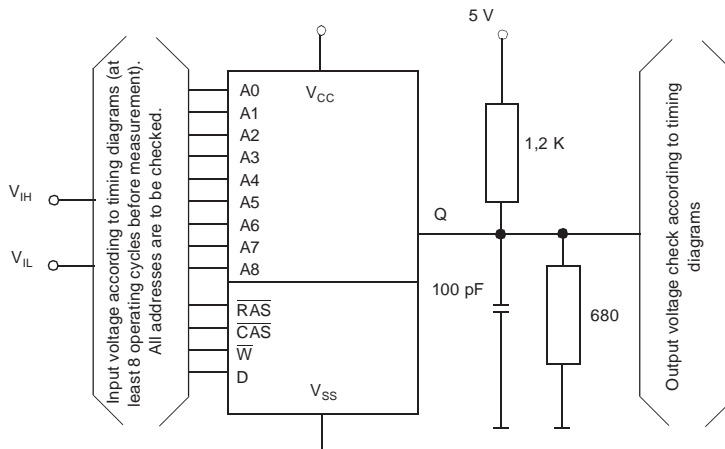 Input voltage according to timing diagrams (at
least 8 operating cycles before measurement).
All addresses are to be checked.
V_IH
V_IL
V_CC
A0
A1
A2
A3
A4
A5
A6
A7
A8
R̅A̅S̅
C̅A̅S̅
W̅
D
V_SS
5 V
1,2 K
Q
100 pF
680
Output voltage check according to timing
diagrams